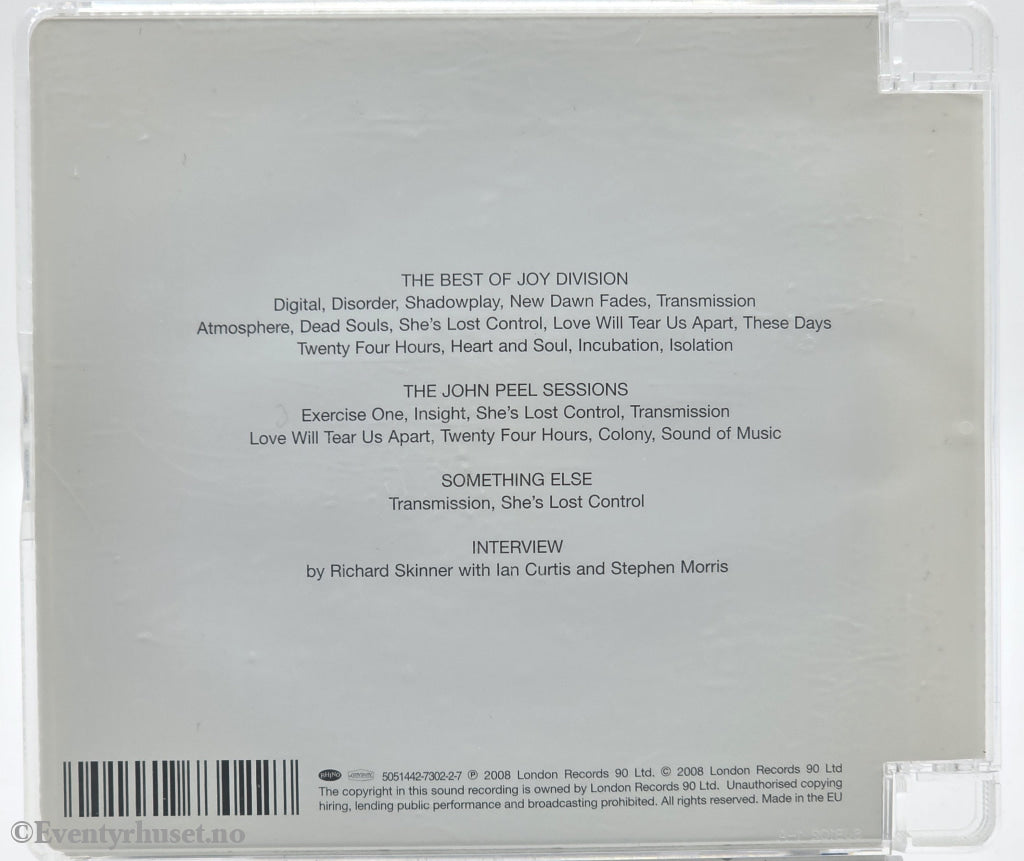 THE BEST OF JOY DIVISION
Digital, Disorder, Shadowplay, New Dawn Fades, Transmission
Atmosphere, Dead Souls, She's Lost Control, Love Will Tear Us Apart, These Days
Twenty Four Hours, Heart and Soul, Incubation, Isolation
THE JOHN PEEL SESSIONS
Exercise One, Insight, She's Lost Control, Transmission
Love Will Tear Us Apart, Twenty Four Hours, Colony, Sound of Music
SOMETHING ELSE
Transmission, She's Lost Control
INTERVIEW
by Richard Skinner with Ian Curtis and Stephen Morris
RHINO 5051442-7302-2-7 ℗ 2008 London Records 90 Ltd. © 2008 London Records 90 Ltd
The copyright in this sound recording is owned by London Records 90 Ltd. Unauthorised copying
hiring, lending public performance and broadcasting prohibited. All rights reserved. Made in the EU
©Eventyrhuset.no